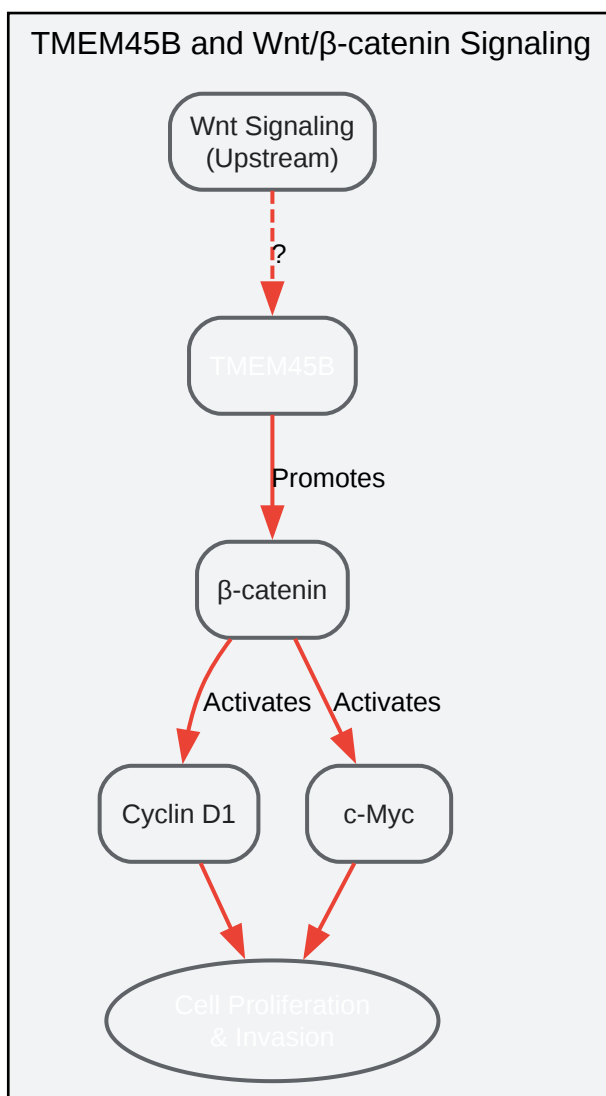 TMEM45B and Wnt/β-catenin Signaling
Wnt Signaling
(Upstream)
?
TMEM45B
Promotes
β-catenin
Activates
Activates
Cyclin D1
c-Myc
Cell Proliferation
& Invasion